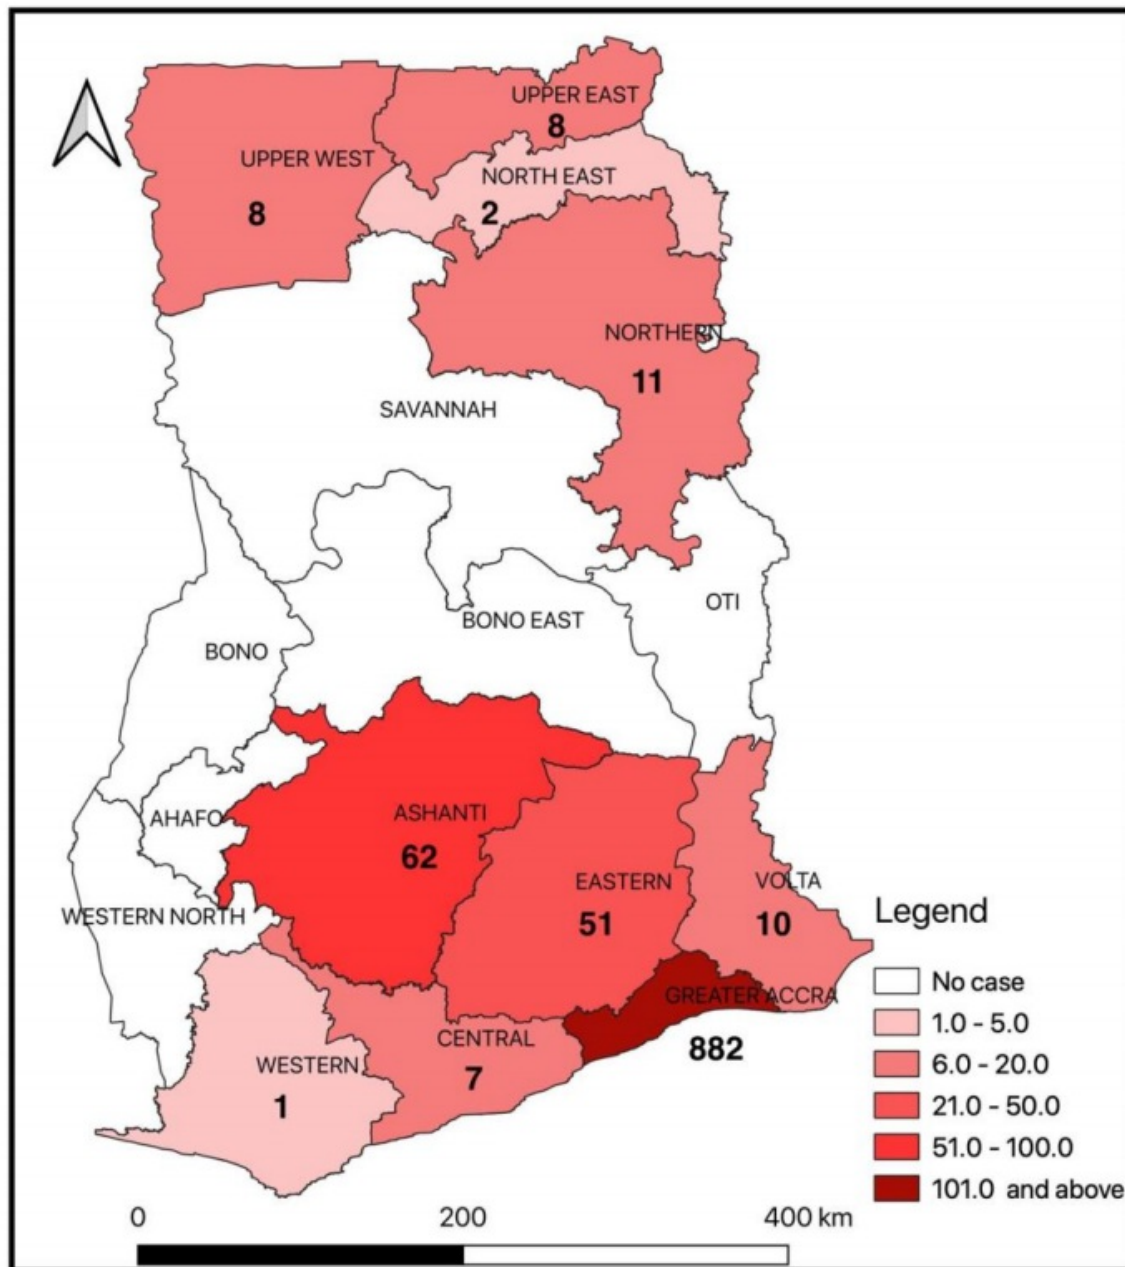 UPPER EAST
8
UPPER WEST
8
NORTH EAST
2
NORTHERN
11
SAVANNAH
OTI
BONO EAST
BONO
ASHANTI
62
AHAFO
EASTERN
51
VOLTA
10
WESTERN NORTH
GREATER ACCRA
882
CENTRAL
7
WESTERN
1
Legend
No case
1.0 - 5.0
6.0 - 20.0
21.0 - 50.0
51.0 - 100.0
101.0 and above
0 200 400 km